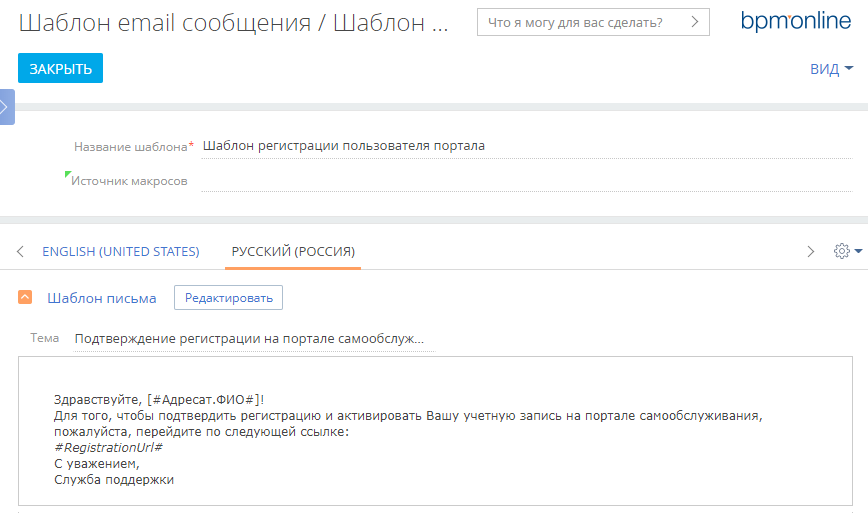 Шаблон email сообщения / Шаблон ...
Что я могу для вас сделать?
bpm'online
ЗАКРЫТЬ
ВИД
Название шаблона*
Шаблон регистрации пользователя портала
Источник макросов
ENGLISH (UNITED STATES)
РУССКИЙ (РОССИЯ)
Шаблон письма
Редактировать
Тема
Подтверждение регистрации на портале самообслуж...
Здравствуйте, [#Адресат.ФИО#]!
Для того, чтобы подтвердить регистрацию и активировать Вашу учетную запись на портале самообслуживания,
пожалуйста, перейдите по следующей ссылке:
#RegistrationUrl#
С уважением,
Служба поддержки